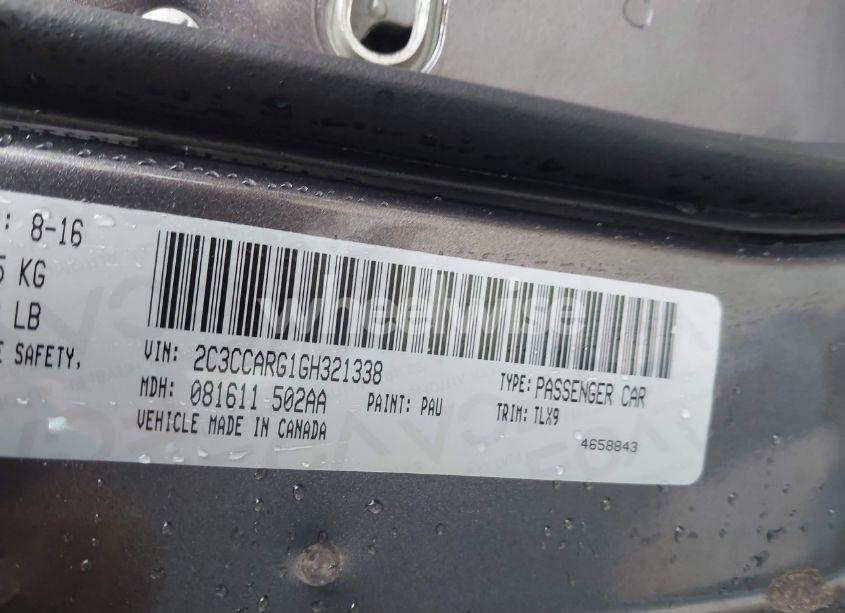 : 8-16
5 KG
LB
E SAFETY,
wheelwise
VIN: 2C3CCARG1GH321338
MDH: 081611 502AA
PAINT: PAU
VEHICLE MADE IN CANADA
TYPE: PASSENGER CAR
TRIM: TLX9
4658843